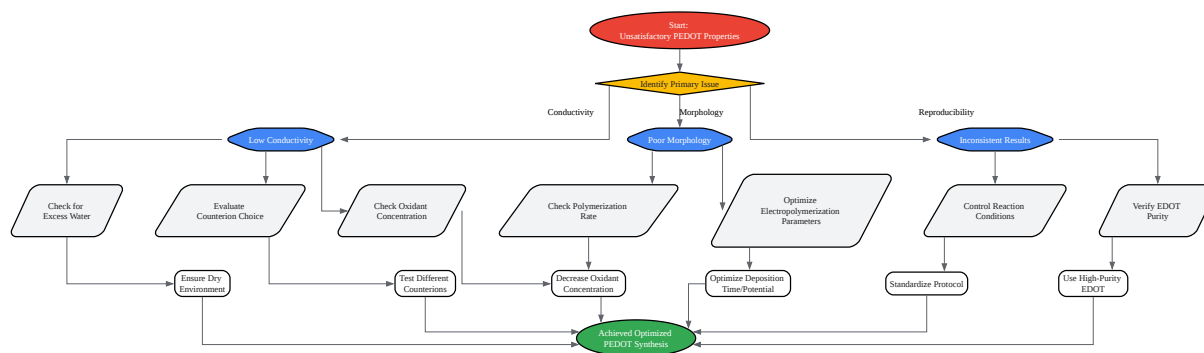 Start:
Unsatisfactory PEDOT Properties
Identify Primary Issue
Conductivity
Morphology
Reproducibility
Low Conductivity
Poor Morphology
Inconsistent Results
Check for
Excess Water
Evaluate
Counterion Choice
Check Oxidant
Concentration
Check Polymerization
Rate
Optimize
Electropolymerization
Parameters
Control Reaction
Conditions
Verify EDOT
Purity
Ensure Dry
Environment
Test Different
Counterions
Decrease Oxidant
Concentration
Optimize Deposition
Time/Potential
Standardize Protocol
Use High-Purity
EDOT
Achieved Optimized
PEDOT Synthesis